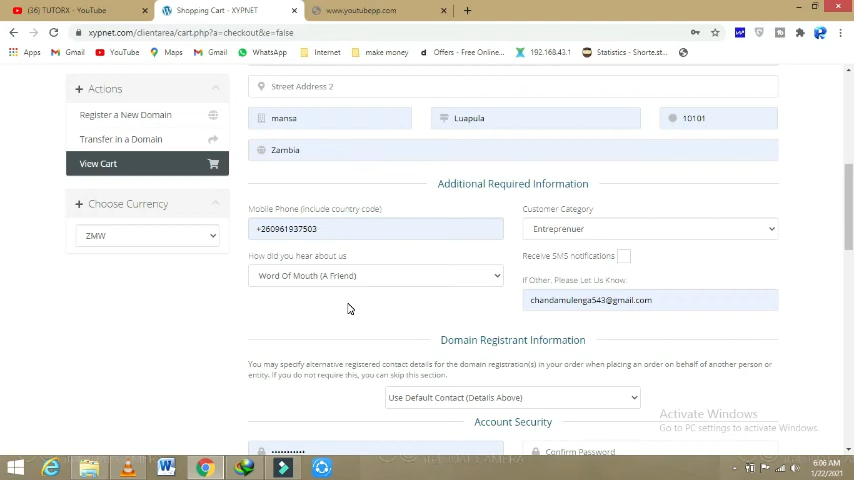 (36) TUTORX - YouTube
Shopping Cart - XYPNET
www.youtubepp.com
xypnet.com/clientarea/cart.php?a=checkout&e=false
Apps
Gmail
YouTube
Maps
Gmail
WhatsApp
Internet
make money
Offers - Free Online...
192.168.43.1
Statistics - Shorte.st...
Actions
Register a New Domain
Transfer in a Domain
View Cart
Choose Currency
ZMW
Street Address 2
mansa
Luapula
10101
Zambia
Additional Required Information
Mobile Phone (include country code)
Customer Category
+260961937503
Entreprenuer
How did you hear about us
Receive SMS notifications
Word Of Mouth (A Friend)
If Other, Please Let Us Know:
chandamulenga543@gmail.com
Domain Registrant Information
You may specify alternative registered contact details for the domain registration(s) in your order when placing an order on behalf of another person or
entity. If you do not require this, you can skip this section.
Use Default Contact (Details Above)
Account Security
Confirm Password
Activate Windows
Go to PC settings to activate Windows.
6:06 AM
1/22/2021